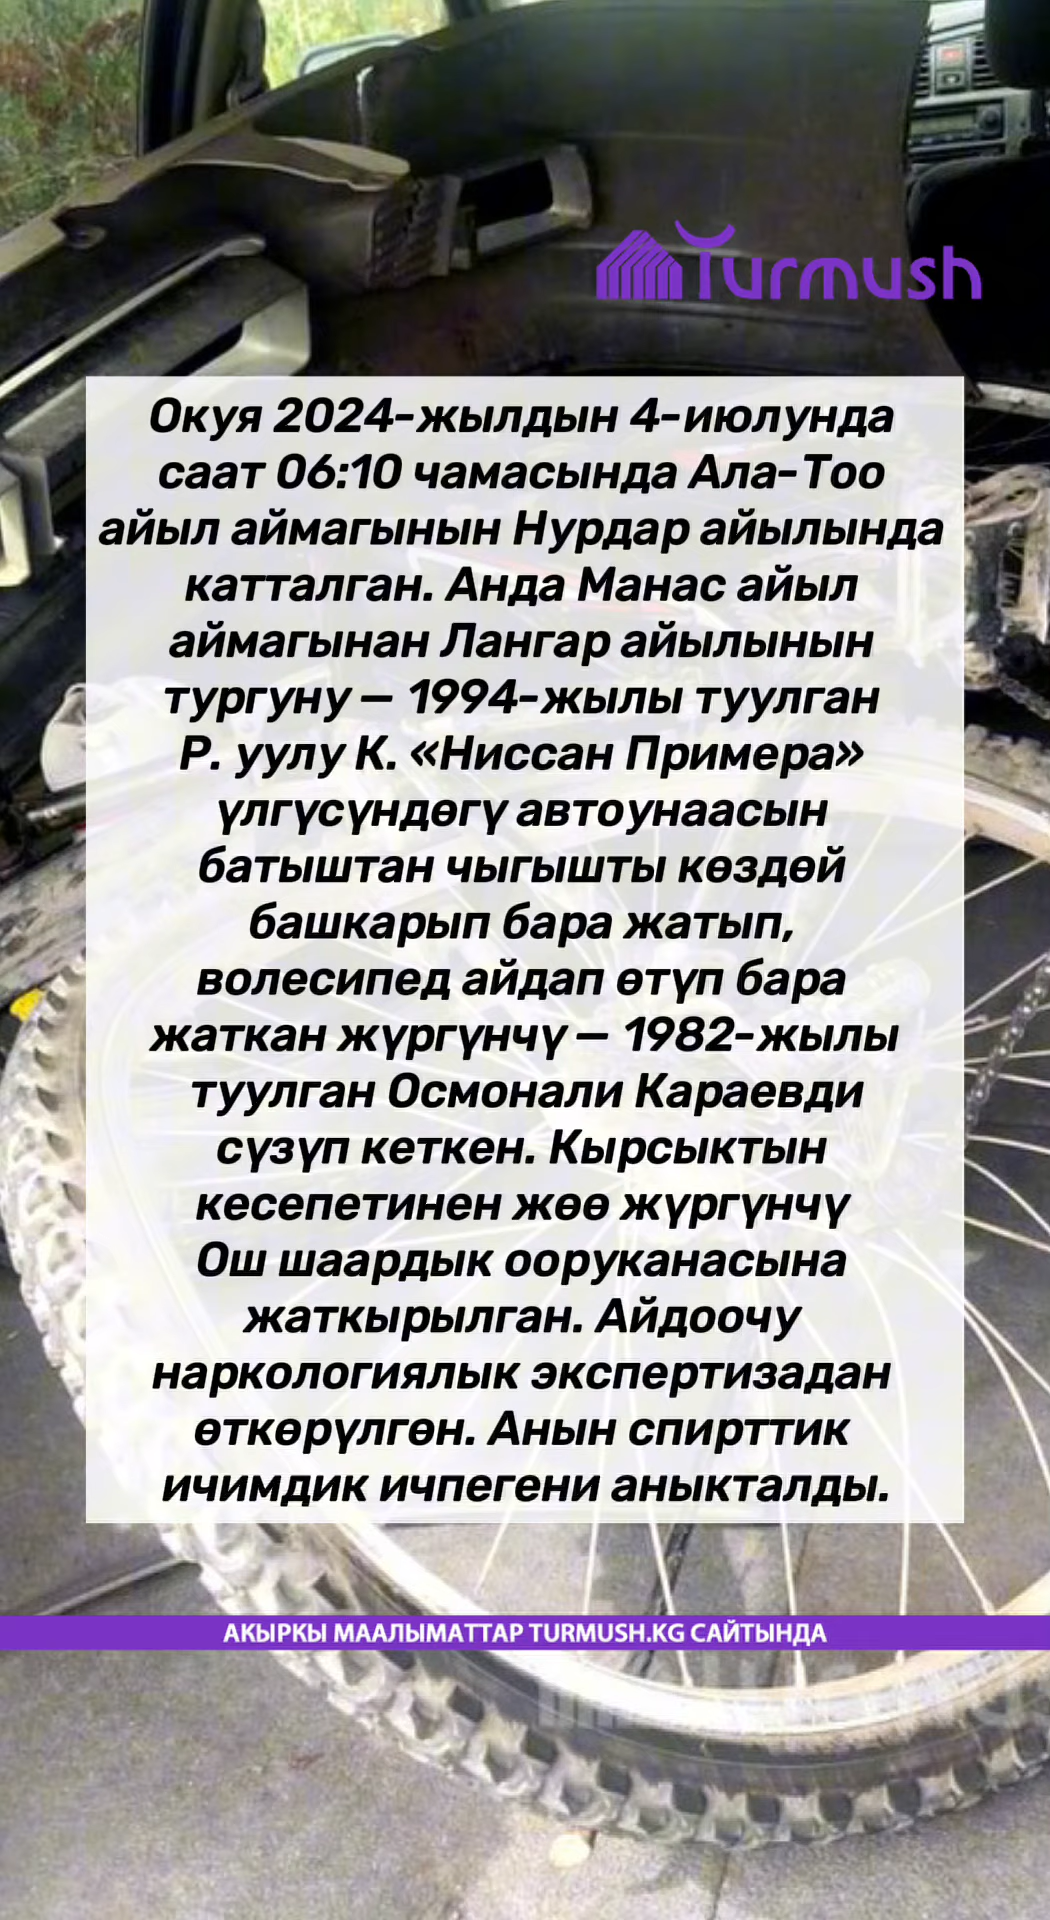 Turmush
Окуя 2024-жылдын 4-июлунда
саат 06:10 чамасында Ала-Тоо
айыл аймагынын Нурдар айылында
катталган. Анда Манас айыл
аймагынан Лангар айылынын
тургуну — 1994-жылы туулган
Р. уулу К. «Ниссан Примера»
үлгүсүндөгү автоунаасын
батыштан чыгышты көздөй
башкарып бара жатып,
волесипед айдап өтүп бара
жаткан жүргүнчү — 1982-жылы
туулган Осмонали Караевди
сүзүп кеткен. Кырсыктын
кесепетинен жөө жүргүнчү
Ош шаардык ооруканасына
жаткырылган. Айдоочу
наркологиялык экспертизадан
өткөрүлгөн. Анын спирттик
ичимдик ичпегени аныкталды.
АКЫРКЫ МААЛЫМАТТАР TURMUSH.KG САЙТЫНДА